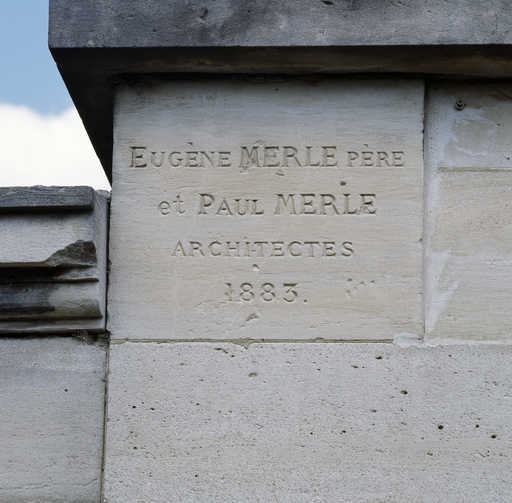 EUGÈNE MERLE PÈRE
et PAUL MERLE
ARCHITECTES
1883.